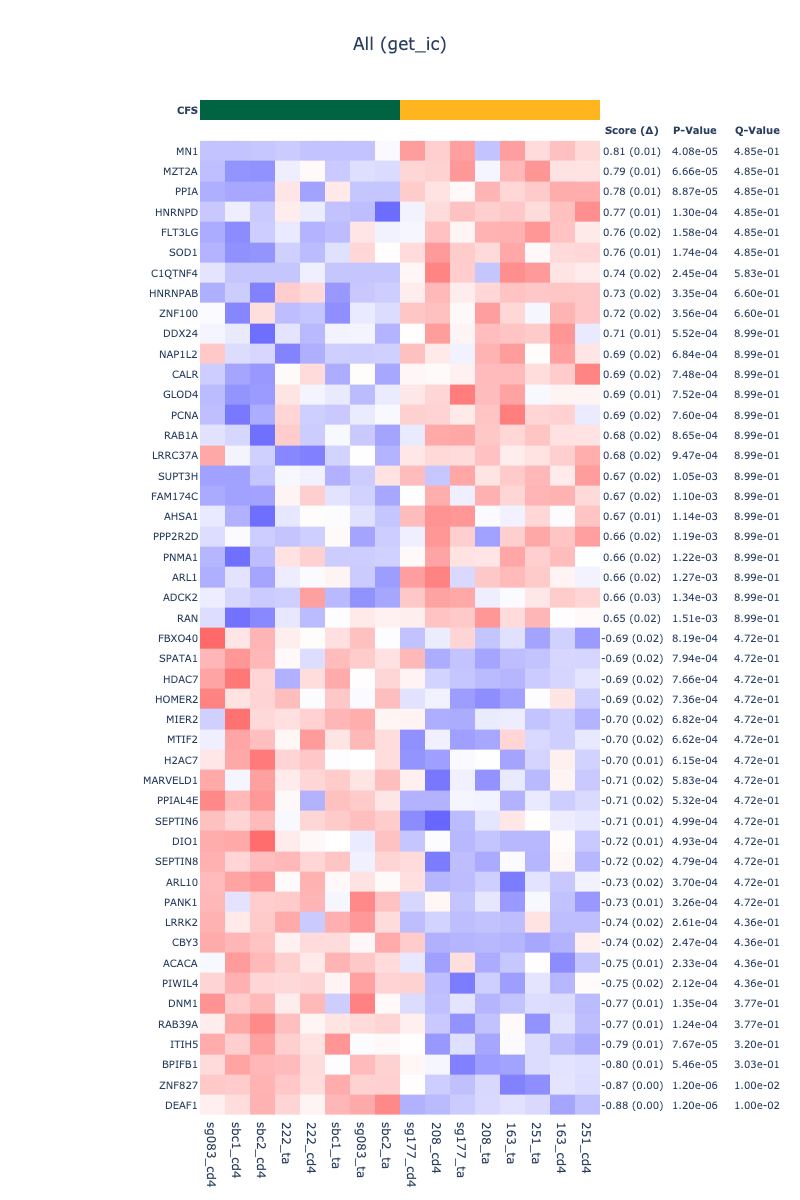 All (get_ic)
CFS
Score (Δ) P-Value Q-Value
MN1 0.81 (0.01) 4.08e-05 4.85e-01
MZT2A 0.79 (0.01) 6.66e-05 4.85e-01
PPIA 0.78 (0.01) 8.87e-05 4.85e-01
HNRNPD 0.77 (0.01) 1.30e-04 4.85e-01
FLT3LG 0.76 (0.02) 1.58e-04 4.85e-01
SOD1 0.76 (0.01) 1.74e-04 4.85e-01
C1QTNF4 0.74 (0.02) 2.45e-04 5.83e-01
HNRNPAB 0.73 (0.02) 3.35e-04 6.60e-01
ZNF100 0.72 (0.02) 3.56e-04 6.60e-01
DDX24 0.71 (0.01) 5.52e-04 8.99e-01
NAP1L2 0.69 (0.02) 6.84e-04 8.99e-01
CALR 0.69 (0.02) 7.48e-04 8.99e-01
GLOD4 0.69 (0.01) 7.52e-04 8.99e-01
PCNA 0.69 (0.02) 7.60e-04 8.99e-01
RAB1A 0.68 (0.02) 8.65e-04 8.99e-01
LRRC37A 0.68 (0.02) 9.47e-04 8.99e-01
SUPT3H 0.67 (0.02) 1.05e-03 8.99e-01
FAM174C 0.67 (0.02) 1.10e-03 8.99e-01
AHSA1 0.67 (0.01) 1.14e-03 8.99e-01
PPP2R2D 0.66 (0.02) 1.19e-03 8.99e-01
PNMA1 0.66 (0.02) 1.22e-03 8.99e-01
ARL1 0.66 (0.02) 1.27e-03 8.99e-01
ADCK2 0.66 (0.03) 1.34e-03 8.99e-01
RAN 0.65 (0.02) 1.51e-03 8.99e-01
FBXO40 -0.69 (0.02) 8.19e-04 4.72e-01
SPATA1 -0.69 (0.02) 7.94e-04 4.72e-01
HDAC7 -0.69 (0.02) 7.66e-04 4.72e-01
HOMER2 -0.69 (0.02) 7.36e-04 4.72e-01
MIER2 -0.70 (0.02) 6.82e-04 4.72e-01
MTIF2 -0.70 (0.02) 6.62e-04 4.72e-01
H2AC7 -0.70 (0.01) 6.15e-04 4.72e-01
MARVELD1 -0.71 (0.02) 5.83e-04 4.72e-01
PPIAL4E -0.71 (0.02) 5.32e-04 4.72e-01
SEPTIN6 -0.71 (0.01) 4.99e-04 4.72e-01
DIO1 -0.72 (0.01) 4.93e-04 4.72e-01
SEPTIN8 -0.72 (0.02) 4.79e-04 4.72e-01
ARL10 -0.73 (0.02) 3.70e-04 4.72e-01
PANK1 -0.73 (0.01) 3.26e-04 4.72e-01
LRRK2 -0.74 (0.02) 2.61e-04 4.36e-01
CBY3 -0.74 (0.02) 2.47e-04 4.36e-01
ACACA -0.75 (0.01) 2.33e-04 4.36e-01
PIWIL4 -0.75 (0.02) 2.12e-04 4.36e-01
DNM1 -0.77 (0.01) 1.35e-04 3.77e-01
RAB39A -0.77 (0.01) 1.24e-04 3.77e-01
ITIH5 -0.79 (0.01) 7.67e-05 3.20e-01
BPIFB1 -0.80 (0.01) 5.46e-05 3.03e-01
ZNF827 -0.87 (0.00) 1.20e-06 1.00e-02
DEAF1 -0.88 (0.00) 1.20e-06 1.00e-02
sg083_cd4
sbc1_cd4
sbc2_cd4
222_ta
222_cd4
sbc1_ta
sg083_ta
sbc2_ta
sg177_cd4
208_cd4
sg177_ta
208_ta
163_ta
251_ta
163_cd4
251_cd4